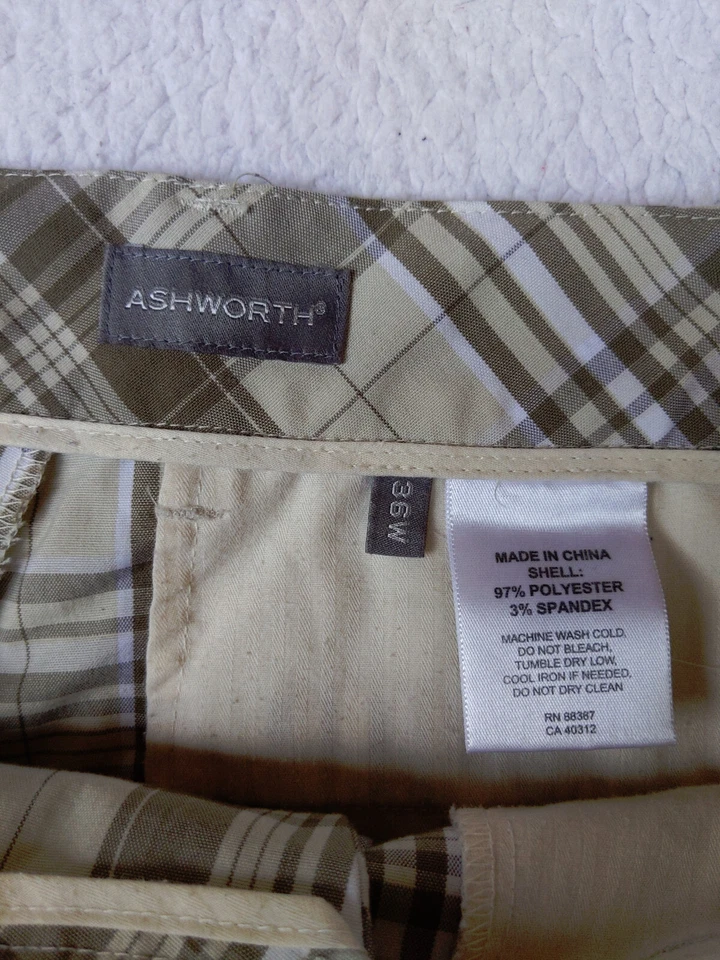 ASHWORTH®
36W
MADE IN CHINA
SHELL:
97% POLYESTER
3% SPANDEX
MACHINE WASH COLD,
DO NOT BLEACH,
TUMBLE DRY LOW,
COOL IRON IF NEEDED,
DO NOT DRY CLEAN
RN 88387
CA 40312